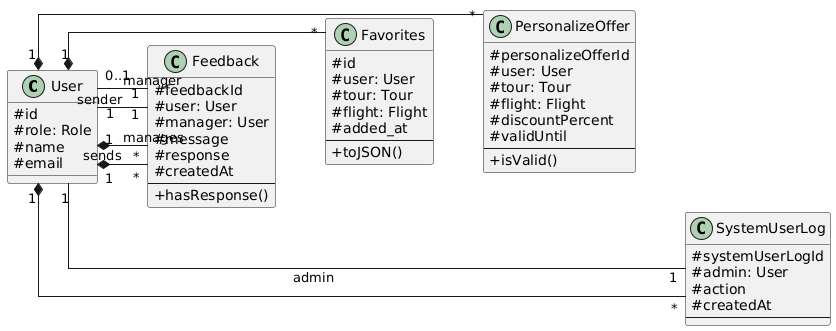 C User
#id
#role: Role
#name
#email
C Feedback
#feedbackId
#user: User
#manager: User
#message
#response
#createdAt
+hasResponse()
C Favorites
#id
#user: User
#tour: Tour
#flight: Flight
#added_at
+toJSON()
C PersonalizeOffer
#personalizeOfferId
#user: User
#tour: Tour
#flight: Flight
#discountPercent
#validUntil
+isValid()
C SystemUserLog
#systemUserLogId
#admin: User
#action
#createdAt
1
*
1
*
0..1
manager
1
sender
1
1
1
manages
*
sends
1
*
1
1
admin
1
*